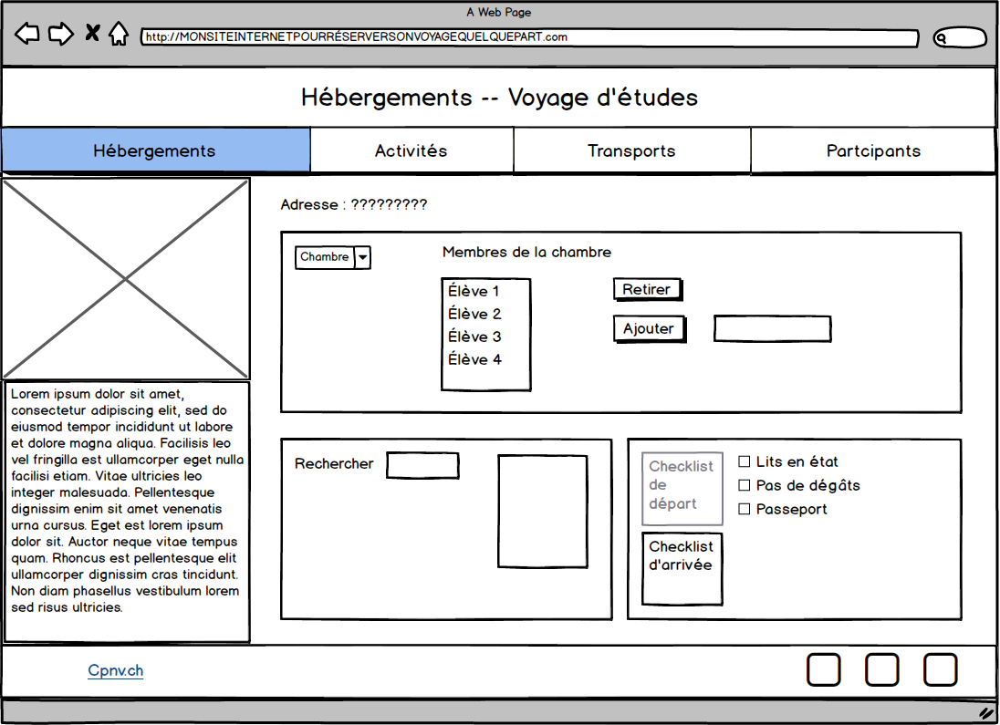 A Web Page
http://MONSITEINTERNETPOURRÉSERVERSONVOYAGEQUELQUEPART.com
Hébergements -- Voyage d'études
Hébergements
Activités
Transports
Partcipants
Adresse : ?????????
Chambre
Membres de la chambre
Élève 1
Élève 2
Élève 3
Élève 4
Retirer
Ajouter
Lorem ipsum dolor sit amet,
consectetur adipiscing elit, sed do
eiusmod tempor incididunt ut labore
et dolore magna aliqua. Facilisis leo
vel fringilla est ullamcorper eget nulla
facilisi etiam. Vitae ultricies leo
integer malesuada. Pellentesque
dignissim enim sit amet venenatis
urna cursus. Eget est lorem ipsum
dolor sit. Auctor neque vitae tempus
quam. Rhoncus est pellentesque elit
ullamcorper dignissim cras tincidunt.
Non diam phasellus vestibulum lorem
sed risus ultricies.
Rechercher
Checklist
de
départ
Checklist
d'arrivée
Lits en état
Pas de dégâts
Passeport
Cpnv.ch